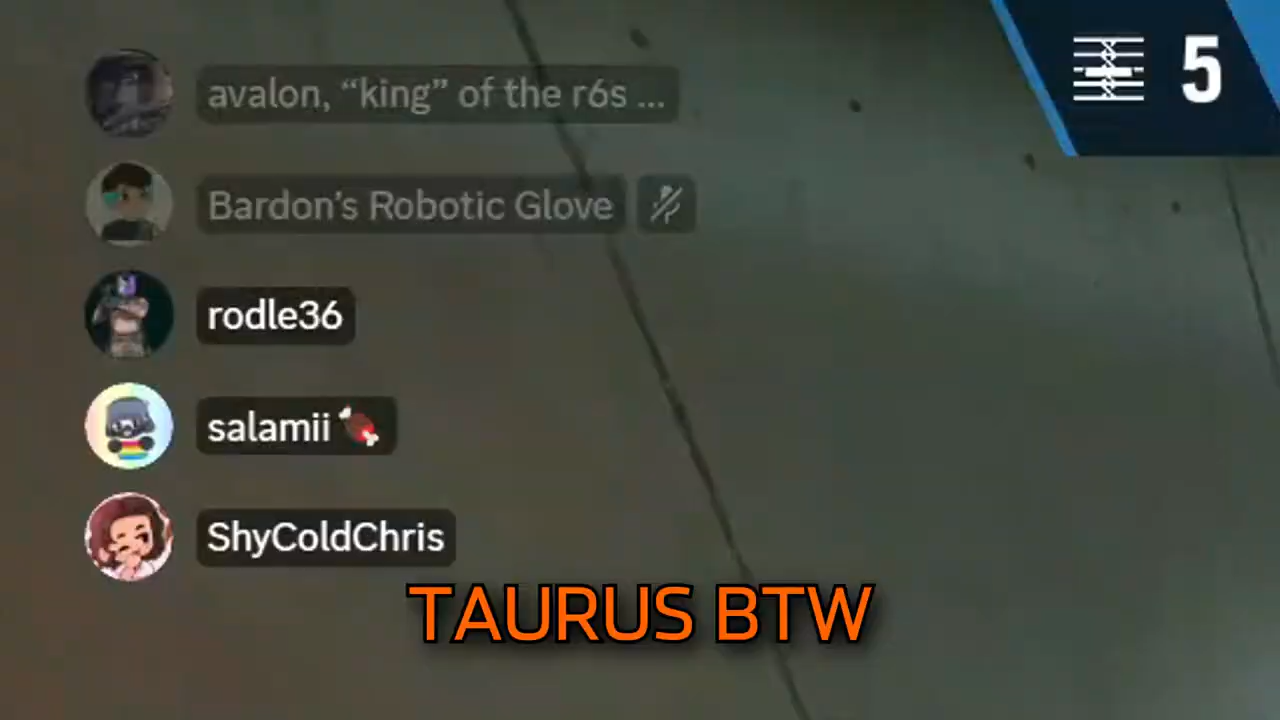 5
avalon, “king” of the r6s ...
Bardon’s Robotic Glove
rodle36
salamii🍖
ShyColdChris
TAURUS BTW